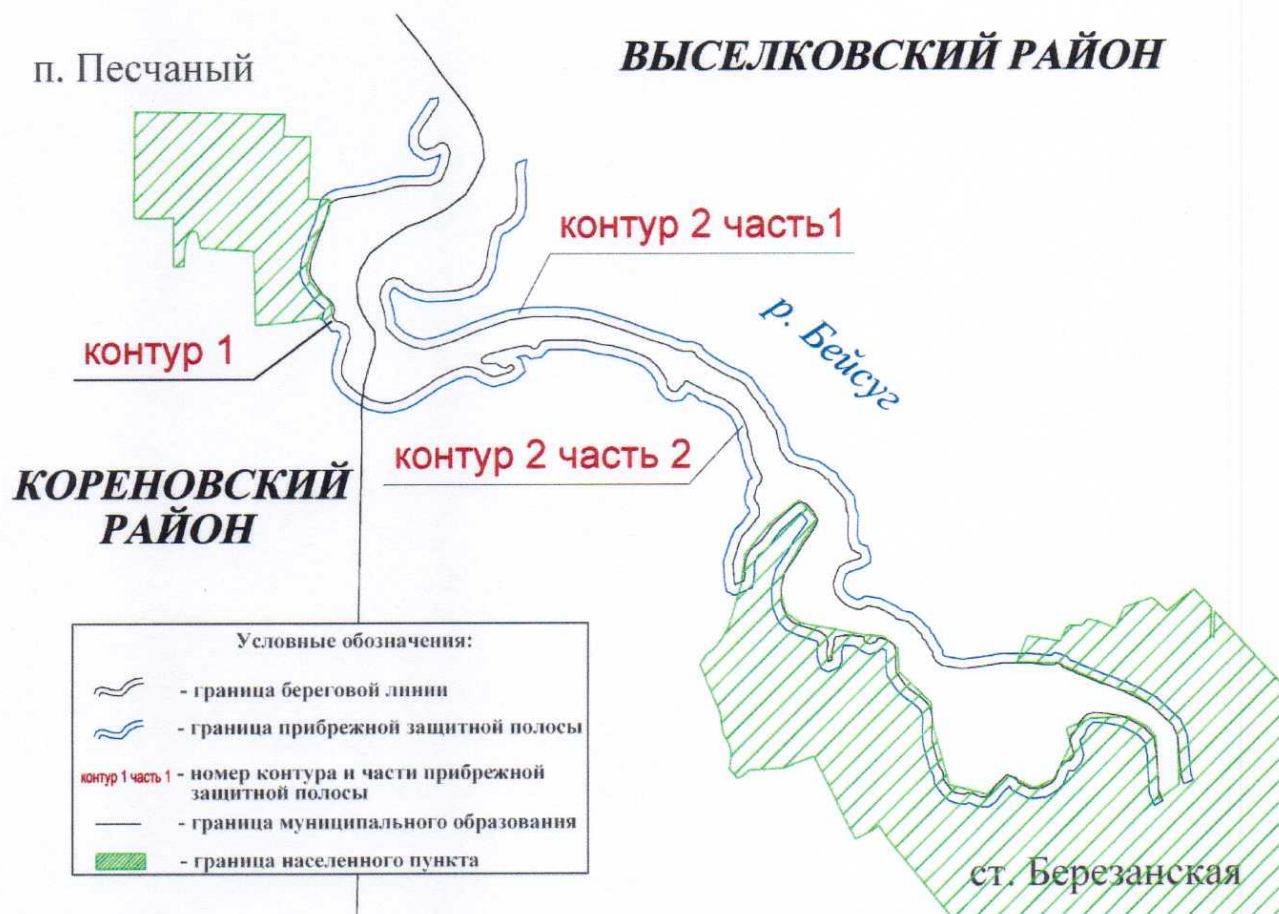 п. Песчаный
ВЫСЕЛКОВСКИЙ РАЙОН
контур 2 часть1
р. Бейсуг
контур 1
контур 2 часть 2
КОРЕНОВСКИЙ
РАЙОН
Условные обозначения:
- граница береговой линии
- граница прибрежной защитной полосы
контур 1 часть 1 - номер контура и части прибрежной
защитной полосы
- граница муниципального образования
- граница населенного пункта
ст. Березанская